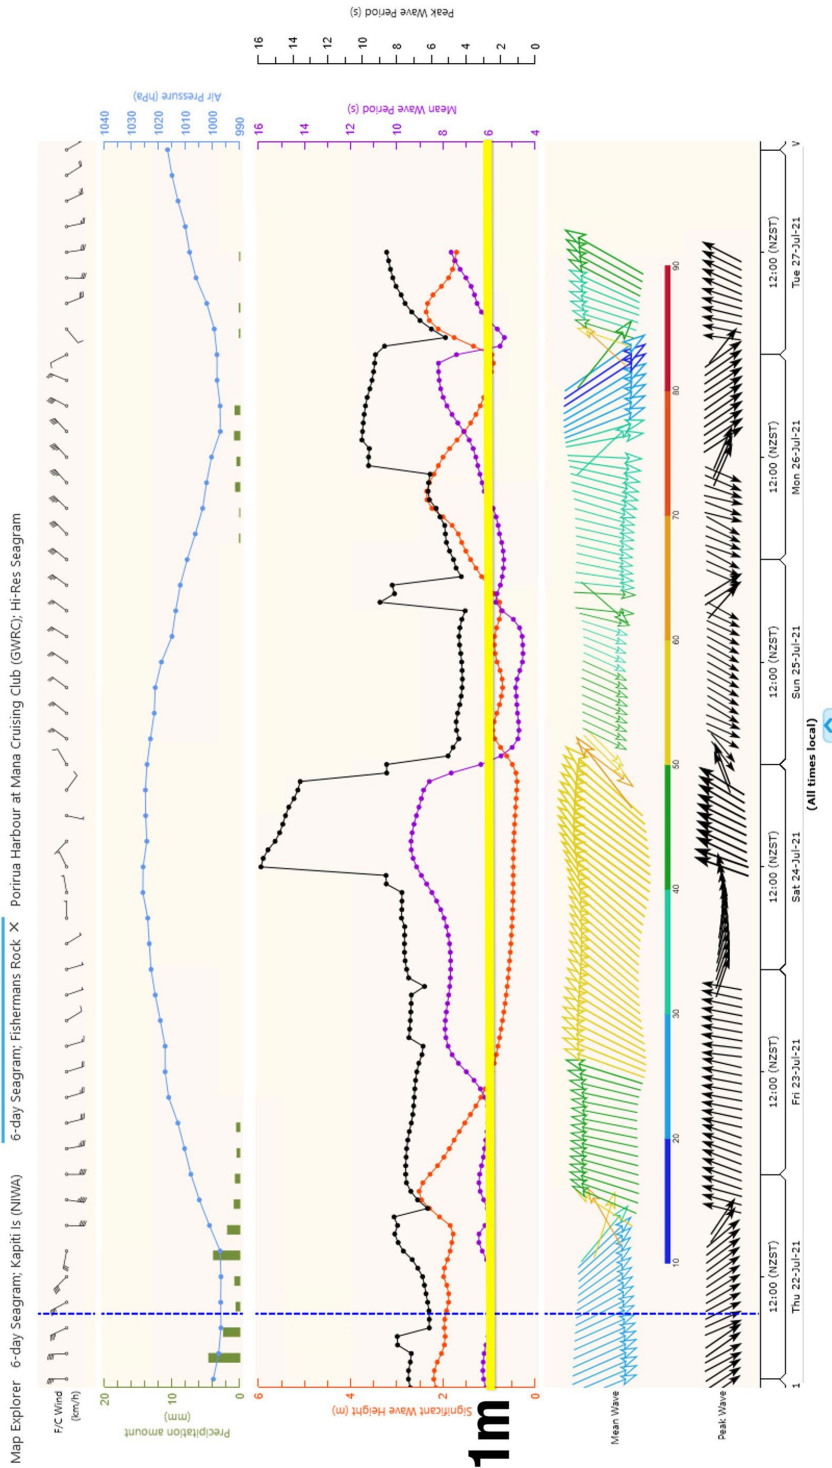 Map Explorer 6-day Seagram; Kapiti Is (NIWA) 6-day Seagram; Fishermans Rock X Porirua Harbour at Mana Cruising Club (GWRC); Hi-Res Seagram
F/C Wind
(km/h)
Precipitation amount
(mm)
20
10
0
Air Pressure (hPa)
1040
1030
1020
1010
1000
990
Significant Wave Height (m)
6
4
2
0
1m
Mean Wave
Period (s)
16
10
8
6
4
Peak Wave Period
(s)
16
14
12
10
8
6
4
2
0
Mean Wave
10 20 30 40 50 60 70 80 90
Peak Wave
1 12:00 (NZST) 12:00 (NZST) 12:00 (NZST) 12:00 (NZST) 12:00 (NZST) 12:00 (NZST) V
Thu 22-Jul-21 Fri 23-Jul-21 Sat 24-Jul-21 Sun 25-Jul-21 Mon 26-Jul-21 Tue 27-Jul-21
(All times local)